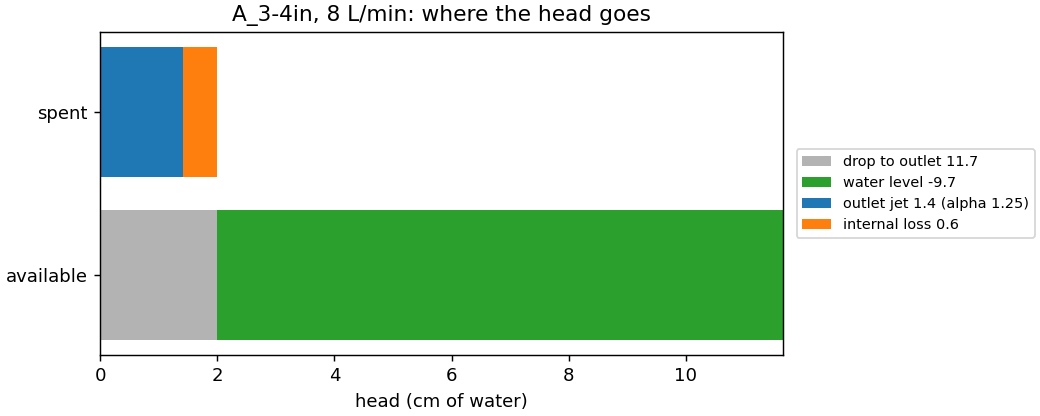 A_3-4in, 8 L/min: where the head goes
spent
available
0 2 4 6 8 10
head (cm of water)
drop to outlet 11.7
water level -9.7
outlet jet 1.4 (alpha 1.25)
internal loss 0.6